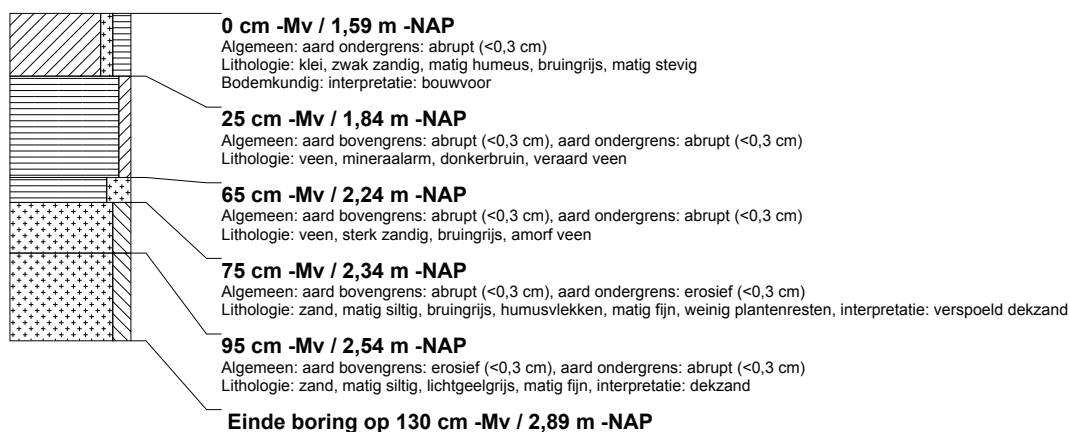 0 cm -Mv / 1,59 m -NAP
Algemeen: aard ondergrens: abrupt (<0,3 cm)
Lithologie: klei, zwak zandig, matig humeus, bruingrijs, matig stevig
Bodemkundig: interpretatie: bouwvoor
25 cm -Mv / 1,84 m -NAP
Algemeen: aard bovengrens: abrupt (<0,3 cm), aard ondergrens: abrupt (<0,3 cm)
Lithologie: veen, mineraalarm, donkerbruin, veraard veen
65 cm -Mv / 2,24 m -NAP
Algemeen: aard bovengrens: abrupt (<0,3 cm), aard ondergrens: abrupt (<0,3 cm)
Lithologie: veen, sterk zandig, bruingrijs, amorf veen
75 cm -Mv / 2,34 m -NAP
Algemeen: aard bovengrens: abrupt (<0,3 cm), aard ondergrens: erosief (<0,3 cm)
Lithologie: zand, matig siltig, bruingrijs, humusvlekken, matig fijn, weinig plantenresten, interpretatie: verspoeld dekzand
95 cm -Mv / 2,54 m -NAP
Algemeen: aard bovengrens: erosief (<0,3 cm), aard ondergrens: abrupt (<0,3 cm)
Lithologie: zand, matig siltig, lichtgeelgrijs, matig fijn, interpretatie: dekzand
Einde boring op 130 cm -Mv / 2,89 m -NAP